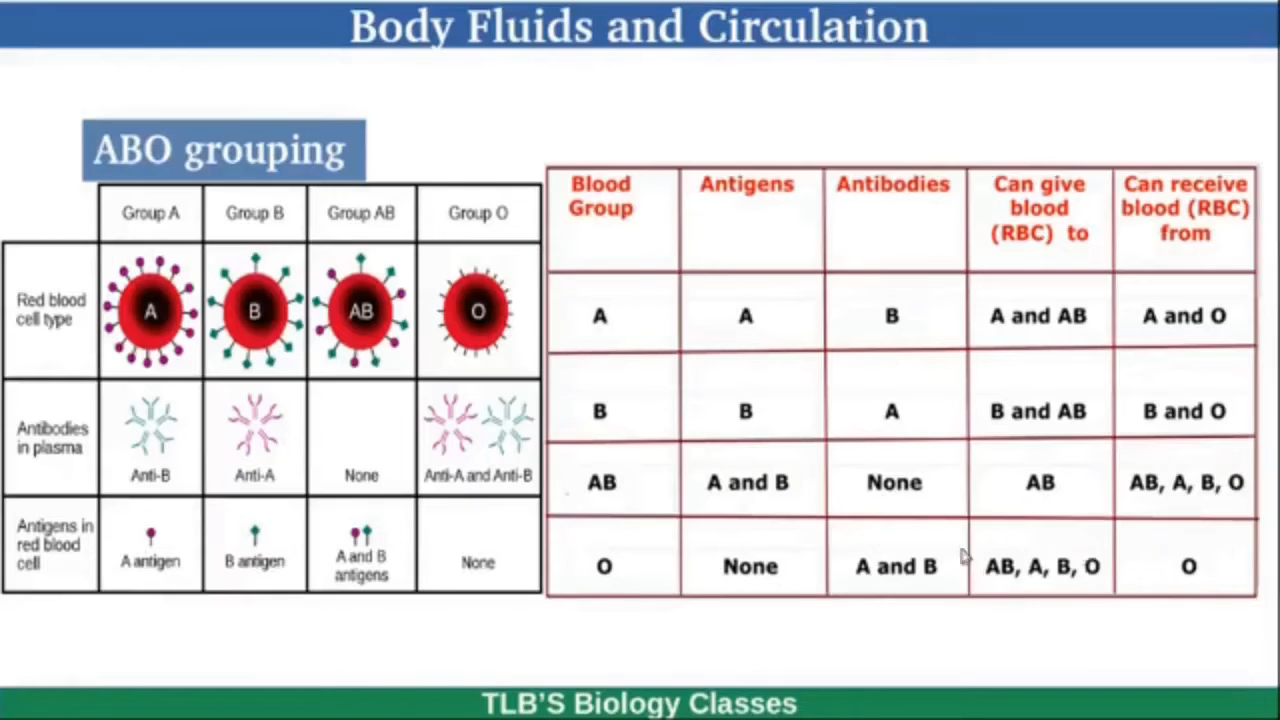 Body Fluids and Circulation
ABO grouping
Group A Group B Group AB Group O
Red blood
cell type
A B AB O
Antibodies
in plasma
Anti-B Anti-A None Anti-A and Anti-B
Antigens in
red blood
cell
A antigen B antigen A and B
antigens None
Blood
Group
Antigens
Antibodies
Can give
blood
(RBC) to
Can receive
blood (RBC)
from
A A B A and AB A and O
B B A B and AB B and O
AB A and B None AB AB, A, B, O
O None A and B AB, A, B, O O
TLB'S Biology Classes